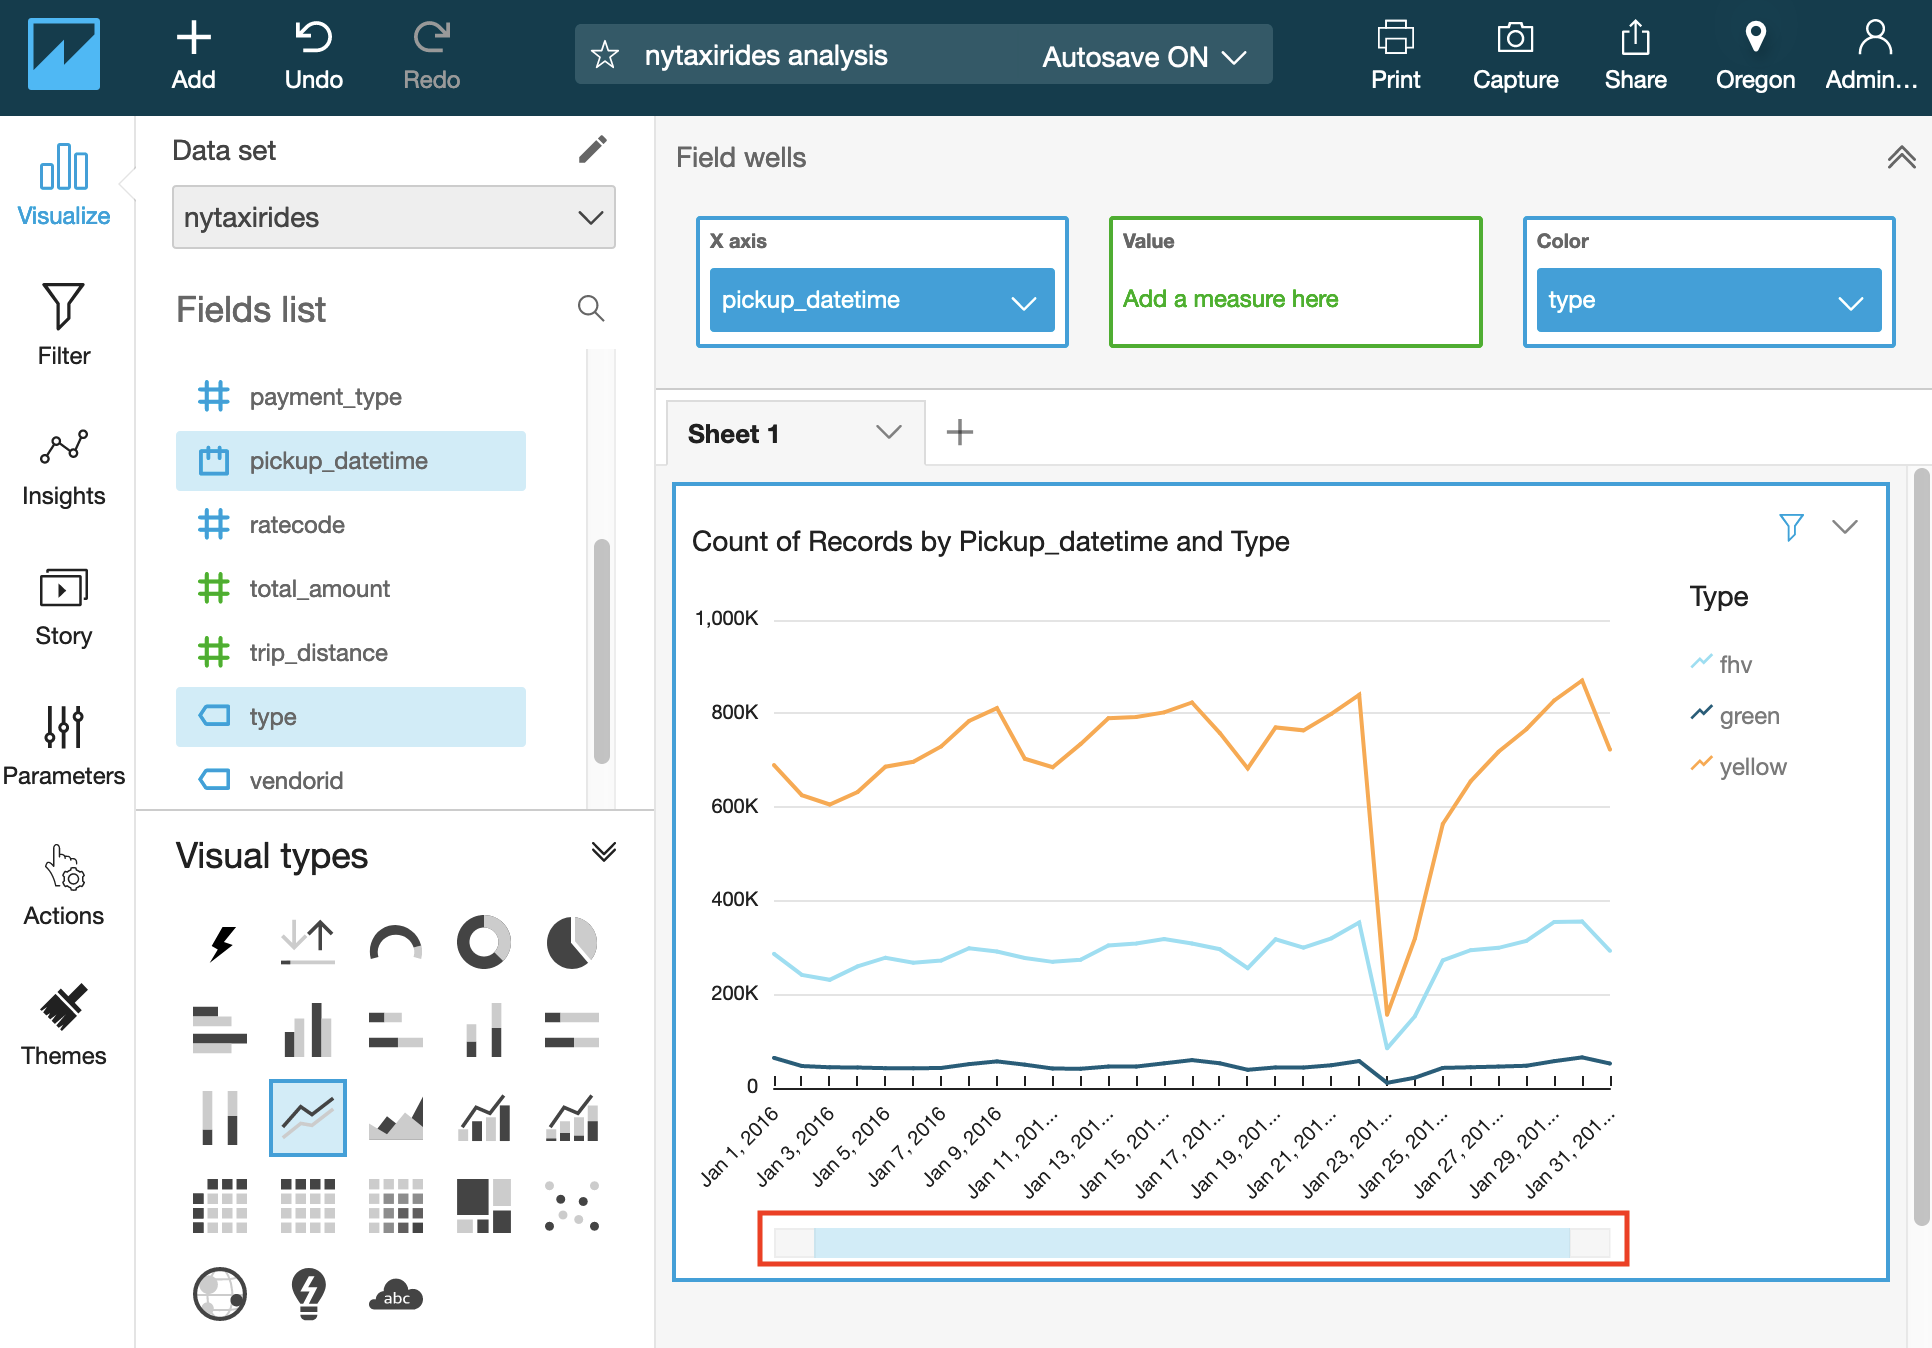 Add
Undo
Redo
nytaxirides analysis
Autosave ON
Print
Capture
Share
Oregon
Admin...
Visualize
Filter
Insights
Story
Parameters
Actions
Themes
Data set
nytaxirides
Fields list
payment_type
pickup_datetime
ratecode
total_amount
trip_distance
type
vendorid
Visual types
abc
Field wells
X axis
pickup_datetime
Value
Add a measure here
Color
type
Sheet 1
Count of Records by Pickup_datetime and Type
1,000K
800K
600K
400K
200K
0
Jan 1, 2016
Jan 3, 2016
Jan 5, 2016
Jan 7, 2016
Jan 9, 2016
Jan 11, 201...
Jan 13, 201...
Jan 15, 201...
Jan 17, 201...
Jan 19, 201...
Jan 21, 201...
Jan 23, 201...
Jan 25, 201...
Jan 27, 201...
Jan 29, 201...
Jan 31, 201...
Type
fhv
green
yellow